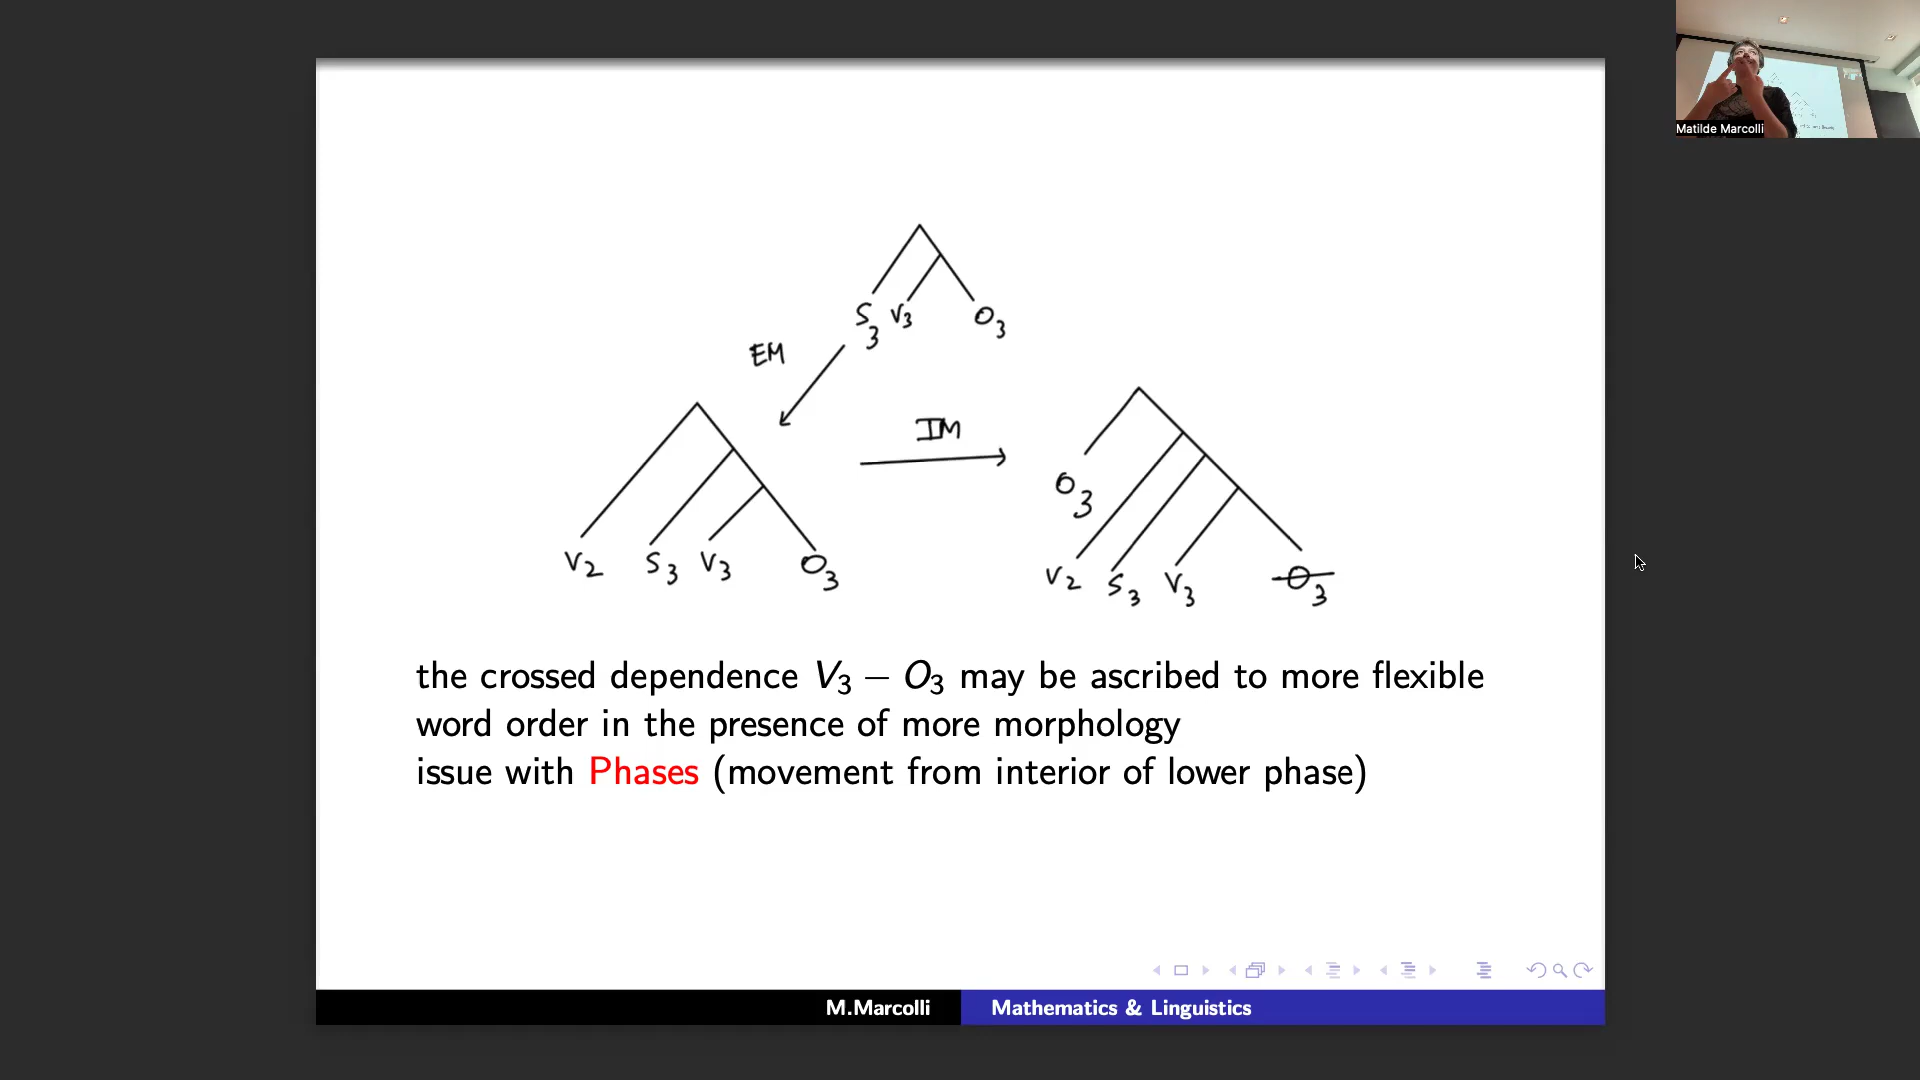 Matilde Marcolli
S₃ V₃ O₃
EM
IM
V₂ S₃ V₃ O₃
O₃
V₂ S₃ V₃ O₃
the crossed dependence V₃ – O₃ may be ascribed to more flexible
word order in the presence of more morphology
issue with Phases (movement from interior of lower phase)
M.Marcolli Mathematics & Linguistics